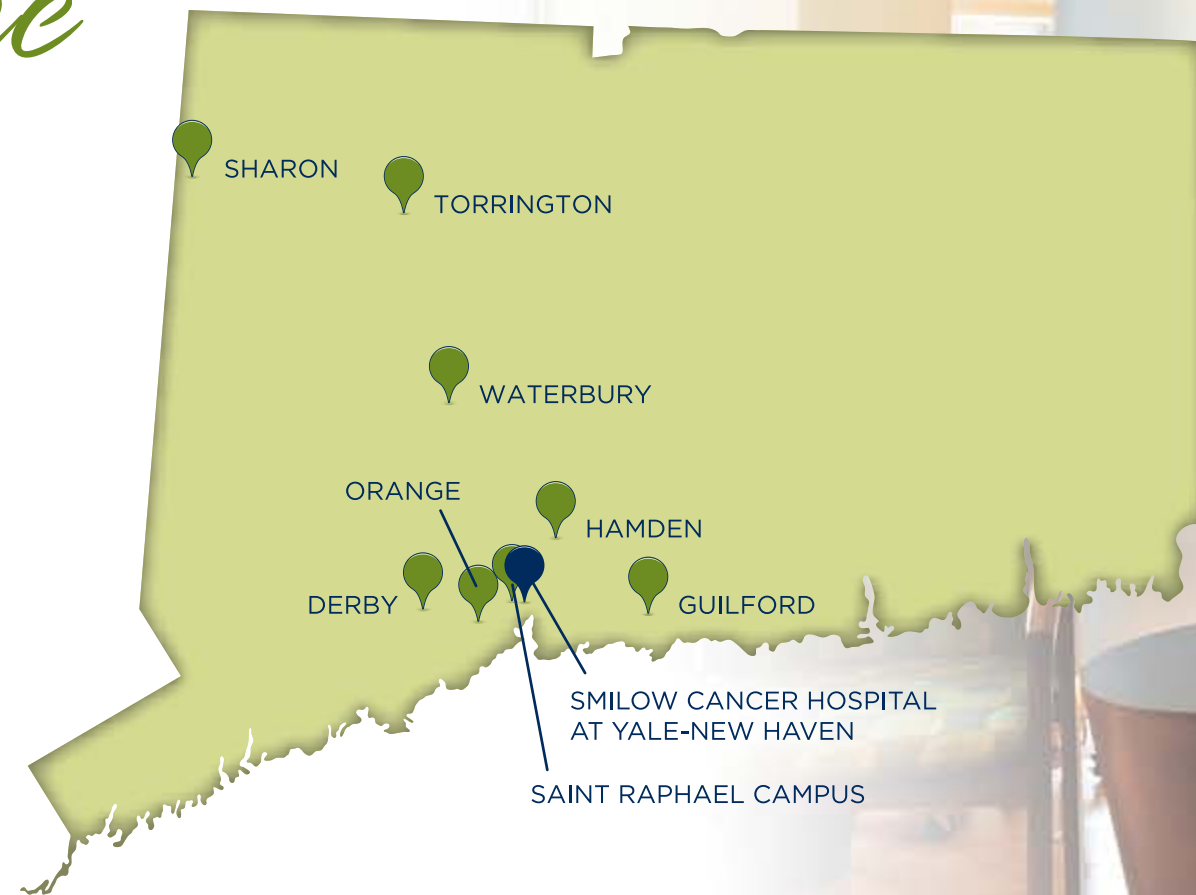 SHARON
TORRINGTON
WATERBURY
ORANGE
HAMDEN
DERBY
GUILFORD
SMILOW CANCER HOSPITAL
AT YALE-NEW HAVEN
SAINT RAPHAEL CAMPUS